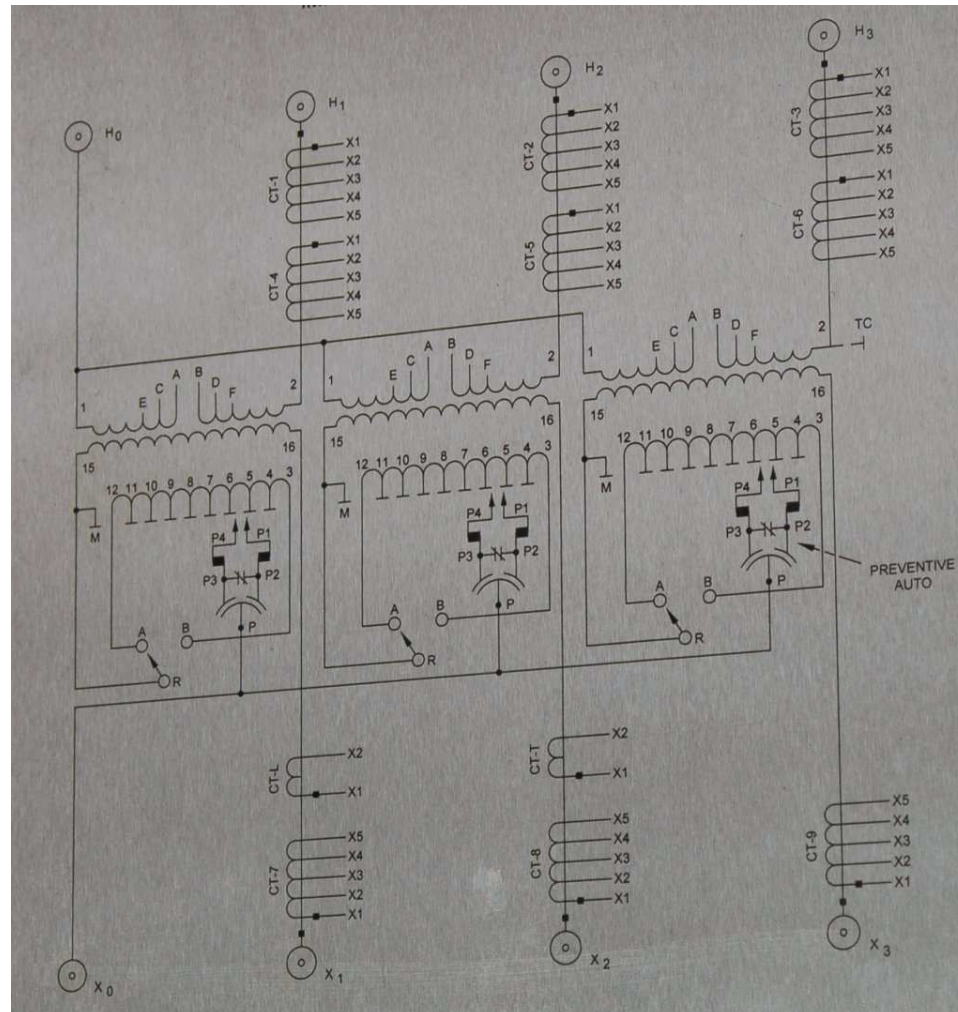 H3
H2
H1
H0
X1
X2
X3
X4
X5
CT-3
X1
X2
X3
X4
X5
CT-2
X1
X2
X3
X4
X5
CT-1
X1
X2
X3
X4
X5
CT-6
X1
X2
X3
X4
X5
CT-5
X1
X2
X3
X4
X5
CT-4
1 E C A B D F 2
15 16
12 11 10 9 8 7 6 5 4 3
M
P4 P1
P3 P2
P
A B
R
1 E C A B D F 2
15 16
12 11 10 9 8 7 6 5 4 3
M
P4 P1
P3 P2
P
A B
R
1 E C A B D F 2 TC
15 16
12 11 10 9 8 7 6 5 4 3
M
P4 P1
P3 P2
P
A B
R
PREVENTIVE
AUTO
CT-L
X2
X1
CT-T
X2
X1
CT-7
X5
X4
X3
X2
X1
CT-8
X5
X4
X3
X2
X1
CT-9
X5
X4
X3
X2
X1
X0
X1
X2
X3